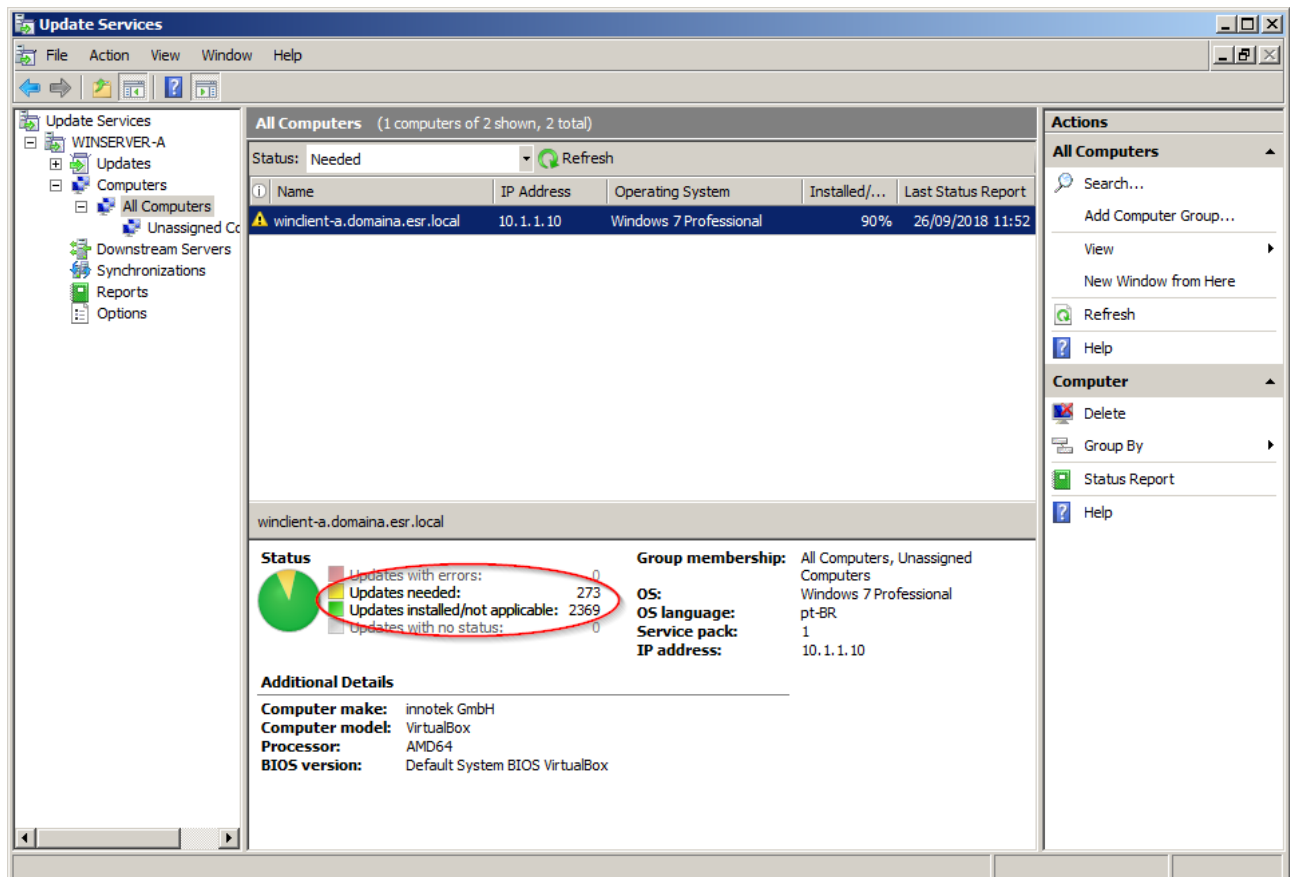 Update Services
File Action View Window Help
Update Services
WINSERVER-A
Updates
Computers
All Computers
Unassigned Co
Downstream Servers
Synchronizations
Reports
Options
All Computers (1 computers of 2 shown, 2 total)
Status: Needed Refresh
Name IP Address Operating System Installed/... Last Status Report
winclient-a.domaina.esr.local 10.1.1.10 Windows 7 Professional 90% 26/09/2018 11:52
winclient-a.domaina.esr.local
Status
Updates with errors: 0
Updates needed: 273
Updates installed/not applicable: 2369
Updates with no status: 0
Group membership: All Computers, Unassigned
Computers
OS: Windows 7 Professional
OS language: pt-BR
Service pack: 1
IP address: 10.1.1.10
Additional Details
Computer make: innotek GmbH
Computer model: VirtualBox
Processor: AMD64
BIOS version: Default System BIOS VirtualBox
Actions
All Computers
Search...
Add Computer Group...
View
New Window from Here
Refresh
Help
Computer
Delete
Group By
Status Report
Help